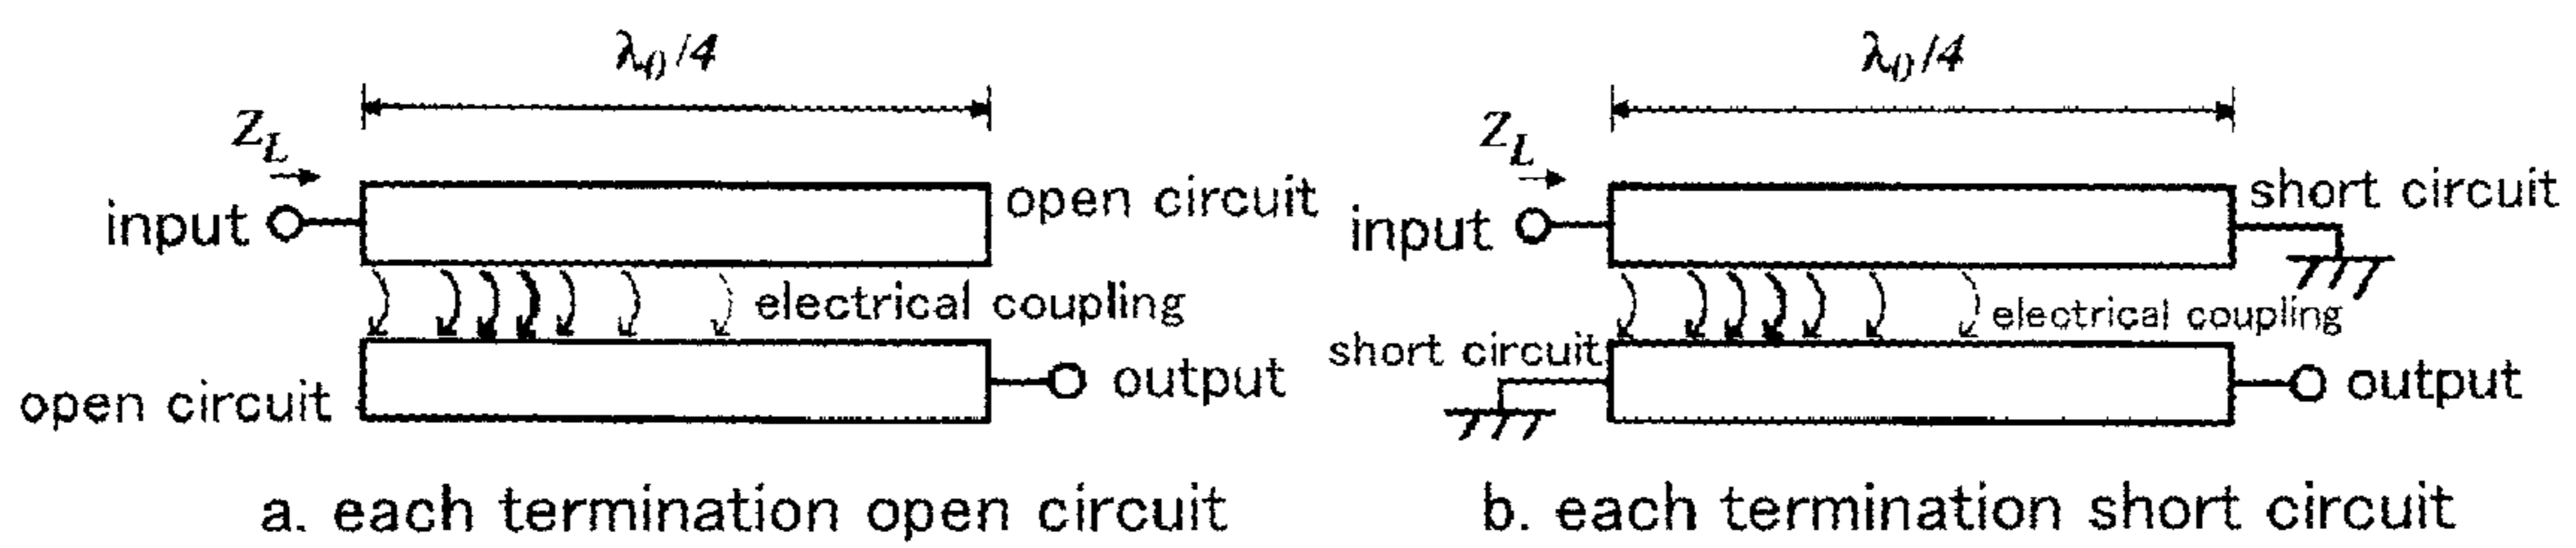 λ0/4
ZL
input
open circuit
electrical coupling
open circuit
output
a. each termination open circuit
λ0/4
ZL
input
short circuit
electrical coupling
short circuit
output
b. each termination short circuit